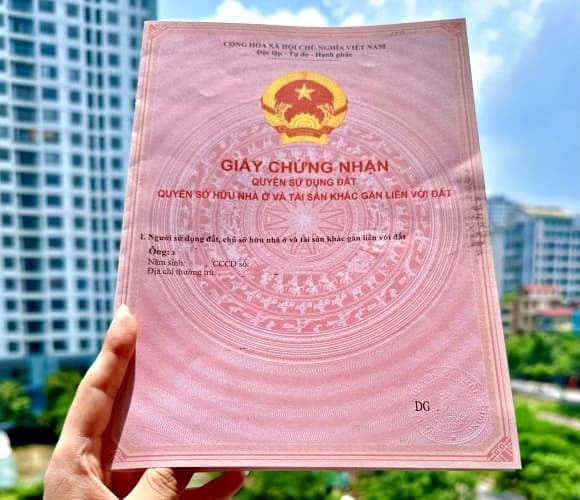 CỘNG HÒA XÃ HỘI CHỦ NGHĨA VIỆT NAM
Độc lập - Tự do - Hạnh phúc
GIẤY CHỨNG NHẬN
QUYỀN SỬ DỤNG ĐẤT
QUYỀN SỞ HỮU NHÀ Ở VÀ TÀI SẢN KHÁC GẮN LIỀN VỚI ĐẤT
I. Người sử dụng đất, chủ sở hữu nhà ở và tài sản khác gắn liền với đất
Ông:
Năm sinh: , CCCD số:
Địa chỉ thường trú:
DG